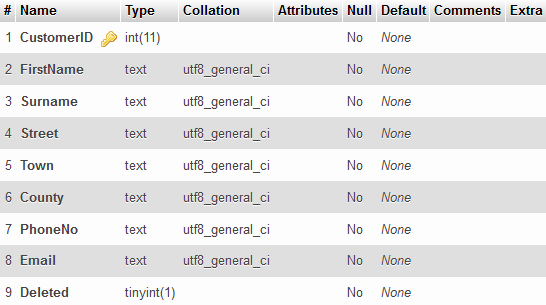 # Name Type Collation Attributes Null Default Comments Extra
1 CustomerID int(11) No None
2 FirstName text utf8_general_ci No None
3 Surname text utf8_general_ci No None
4 Street text utf8_general_ci No None
5 Town text utf8_general_ci No None
6 County text utf8_general_ci No None
7 PhoneNo text utf8_general_ci No None
8 Email text utf8_general_ci No None
9 Deleted tinyint(1) No None